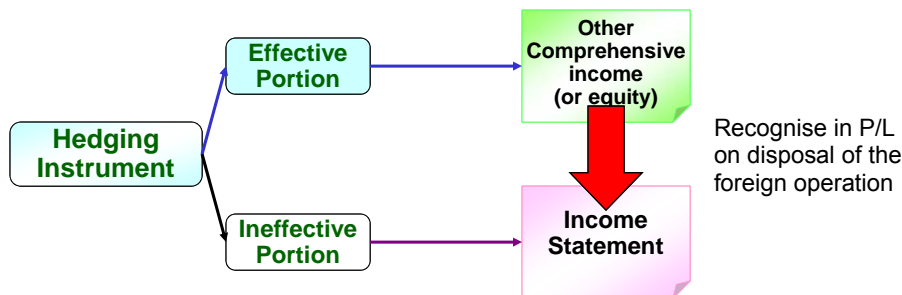 Effective
Portion
Other
Comprehensive
income
(or equity)
Hedging
Instrument
Recognise in P/L
on disposal of the
foreign operation
Ineffective
Portion
Income
Statement